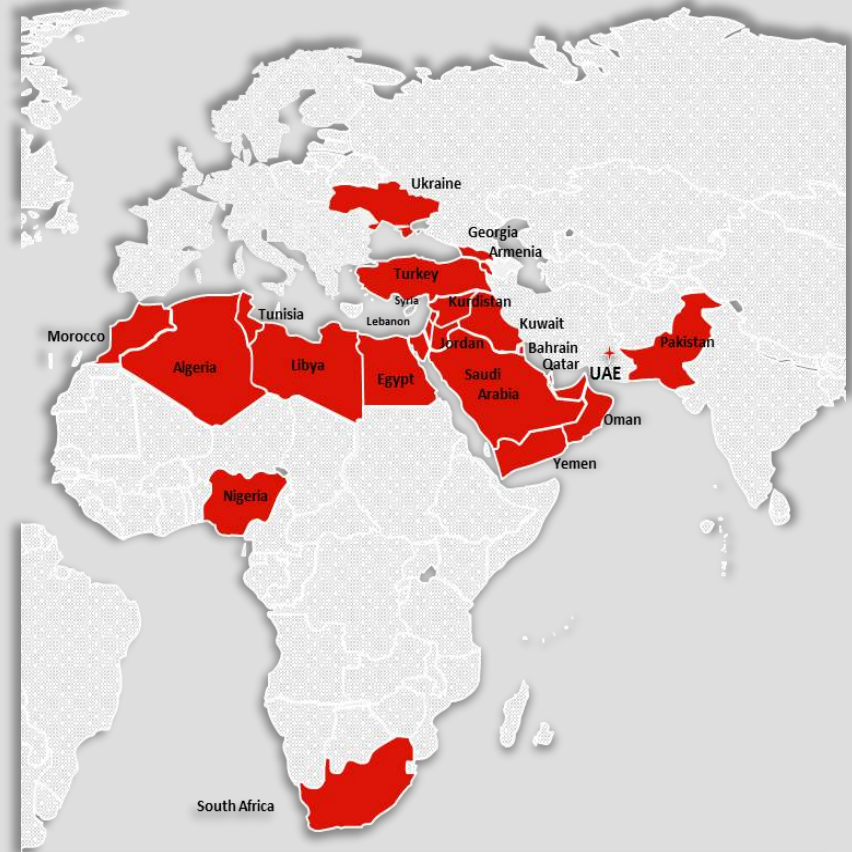 Ukraine
Georgia
Armenia
Turkey
Syria
Kurdistan
Tunisia
Lebanon
Kuwait
Morocco
Jordan
Bahrain
Pakistan
Algeria
Libya
Egypt
Saudi
Arabia
Qatar
UAE
Oman
Yemen
Nigeria
South Africa